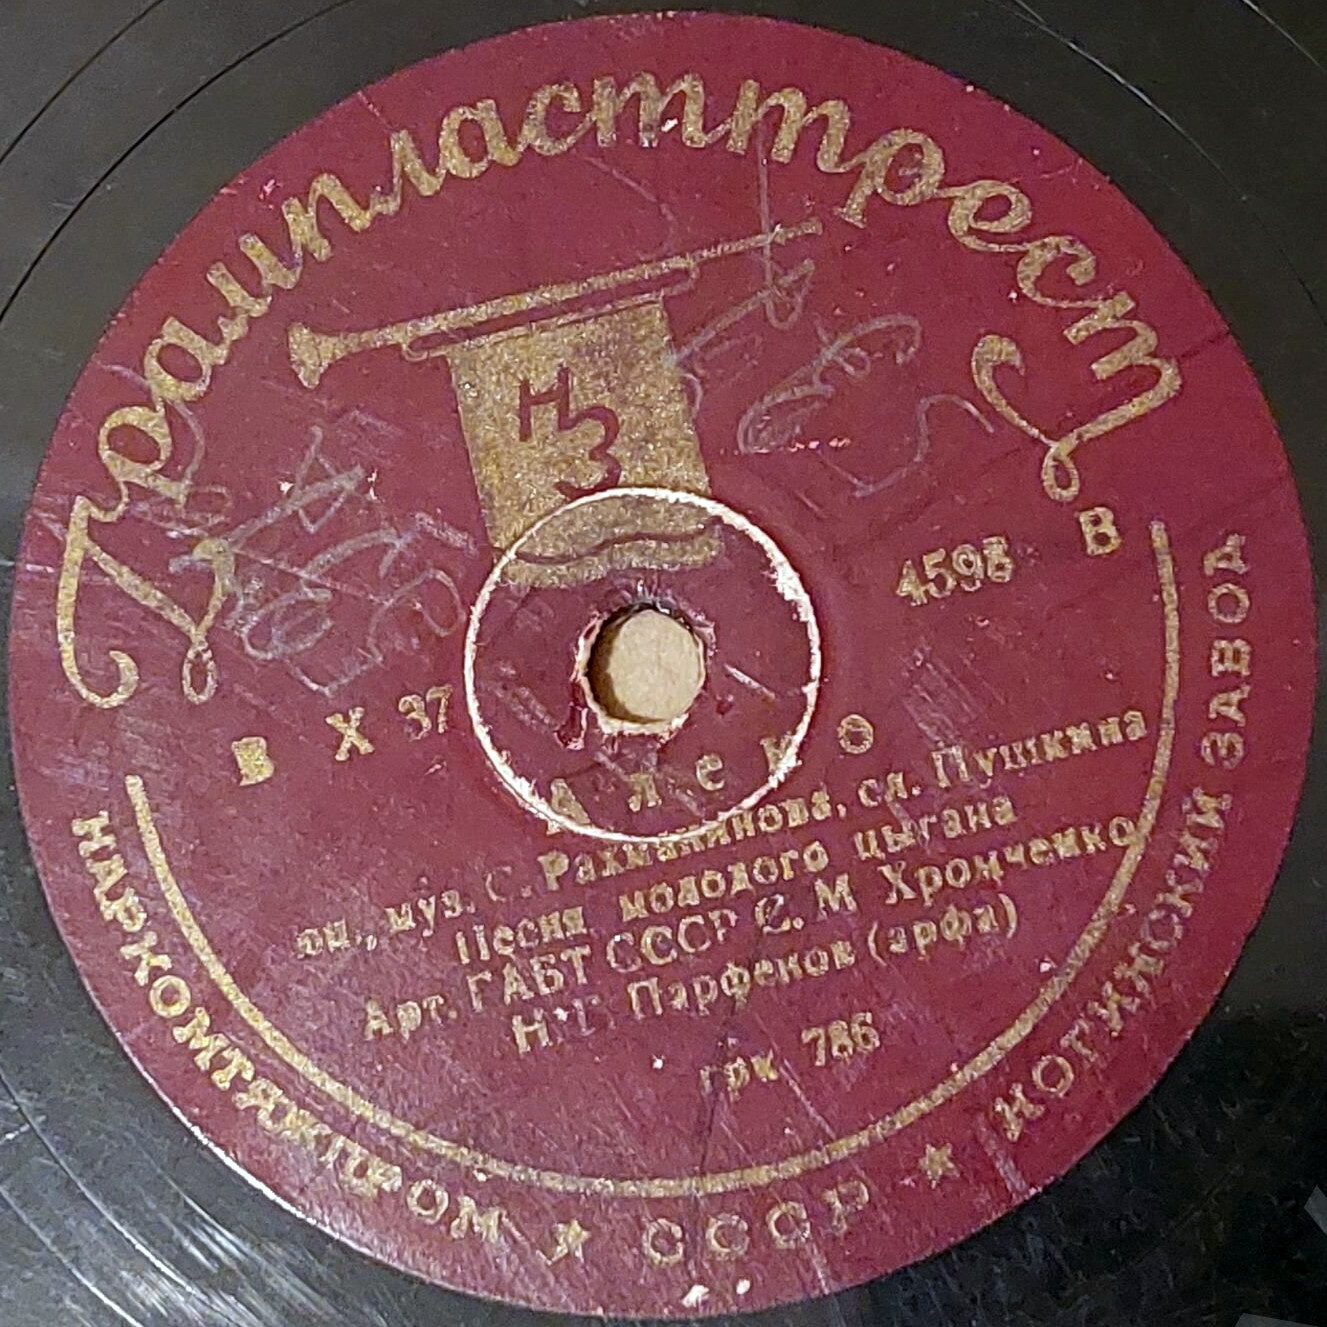 Грампласттрест
НЗ
В Х 37
В
Алеко
оп., муз. С. Рахманинова, сл. Пушкина
Песня молодого цыгана
Арт. ГАБТ СССР С. М Хромченко
Парфенов (арфа)
грк 786
НАРКОМТЯЖПРОМ ★ СССР ★ НОГИНСКИЙ ЗАВОД